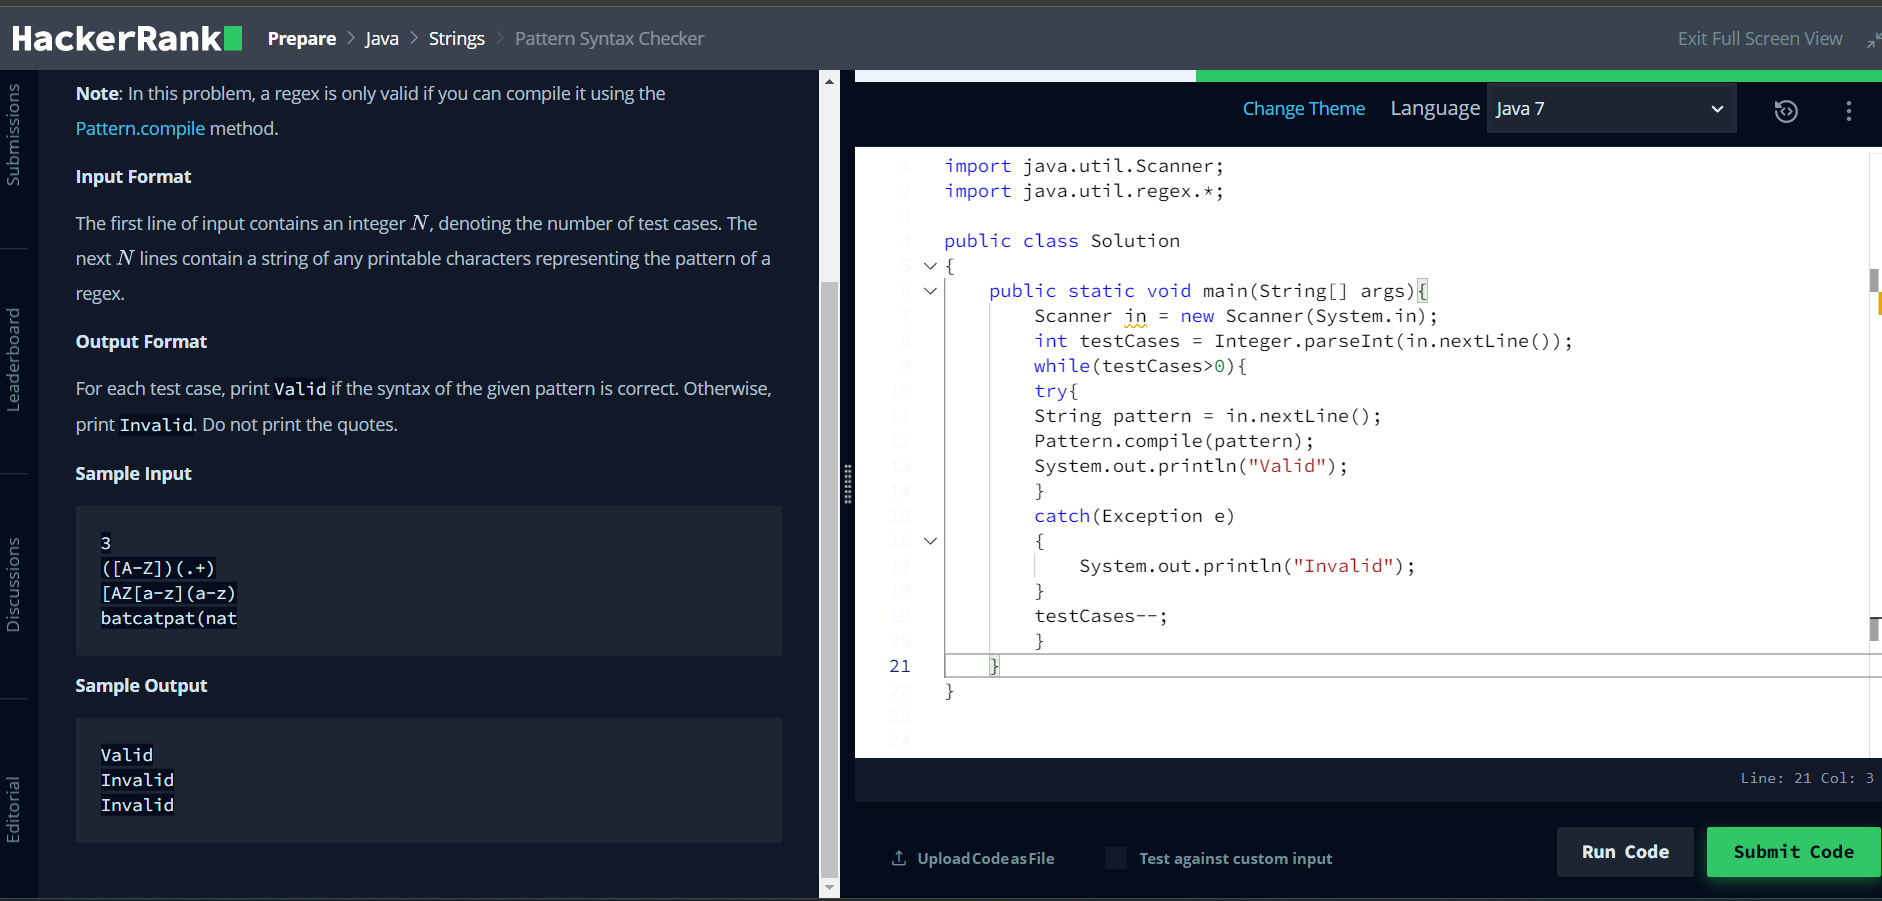 HackerRank Prepare > Java > Strings > Pattern Syntax Checker Exit Full Screen View
Submissions
Leaderboard
Discussions
Editorial
Note: In this problem, a regex is only valid if you can compile it using the
Pattern.compile method.
Input Format
The first line of input contains an integer N, denoting the number of test cases. The
next N lines contain a string of any printable characters representing the pattern of a
regex.
Output Format
For each test case, print Valid if the syntax of the given pattern is correct. Otherwise,
print Invalid. Do not print the quotes.
Sample Input
3
([A-Z])(.+)
[AZ[a-z](a-z)
batcatpat(nat
Sample Output
Valid
Invalid
Invalid
Change Theme Language Java 7
1 import java.util.Scanner;
2 import java.util.regex.*;
3
4 public class Solution
5 {
6 public static void main(String[] args){
7 Scanner in = new Scanner(System.in);
8 int testCases = Integer.parseInt(in.nextLine());
9 while(testCases>0){
10 try{
11 String pattern = in.nextLine();
12 Pattern.compile(pattern);
13 System.out.println("Valid");
14 }
15 catch(Exception e)
16 {
17 System.out.println("Invalid");
18 }
19 testCases--;
20 }
21 }
22 }
23
24
Line: 21 Col: 3
Upload Code as File Test against custom input Run Code Submit Code